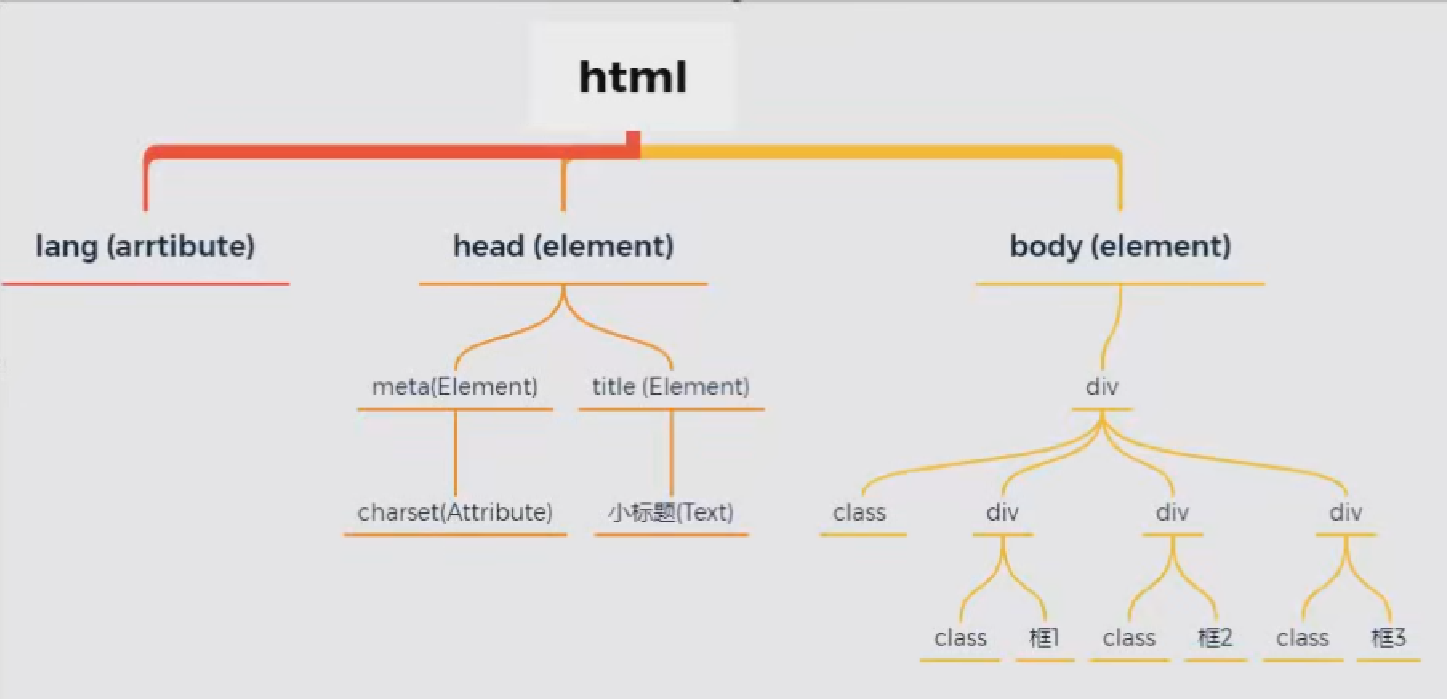 html
lang (arrtibute) head (element) body (element)
meta(Element) title (Element) div
charset(Attribute) 小标题(Text) class div div div
class 框1 class 框2 class 框3